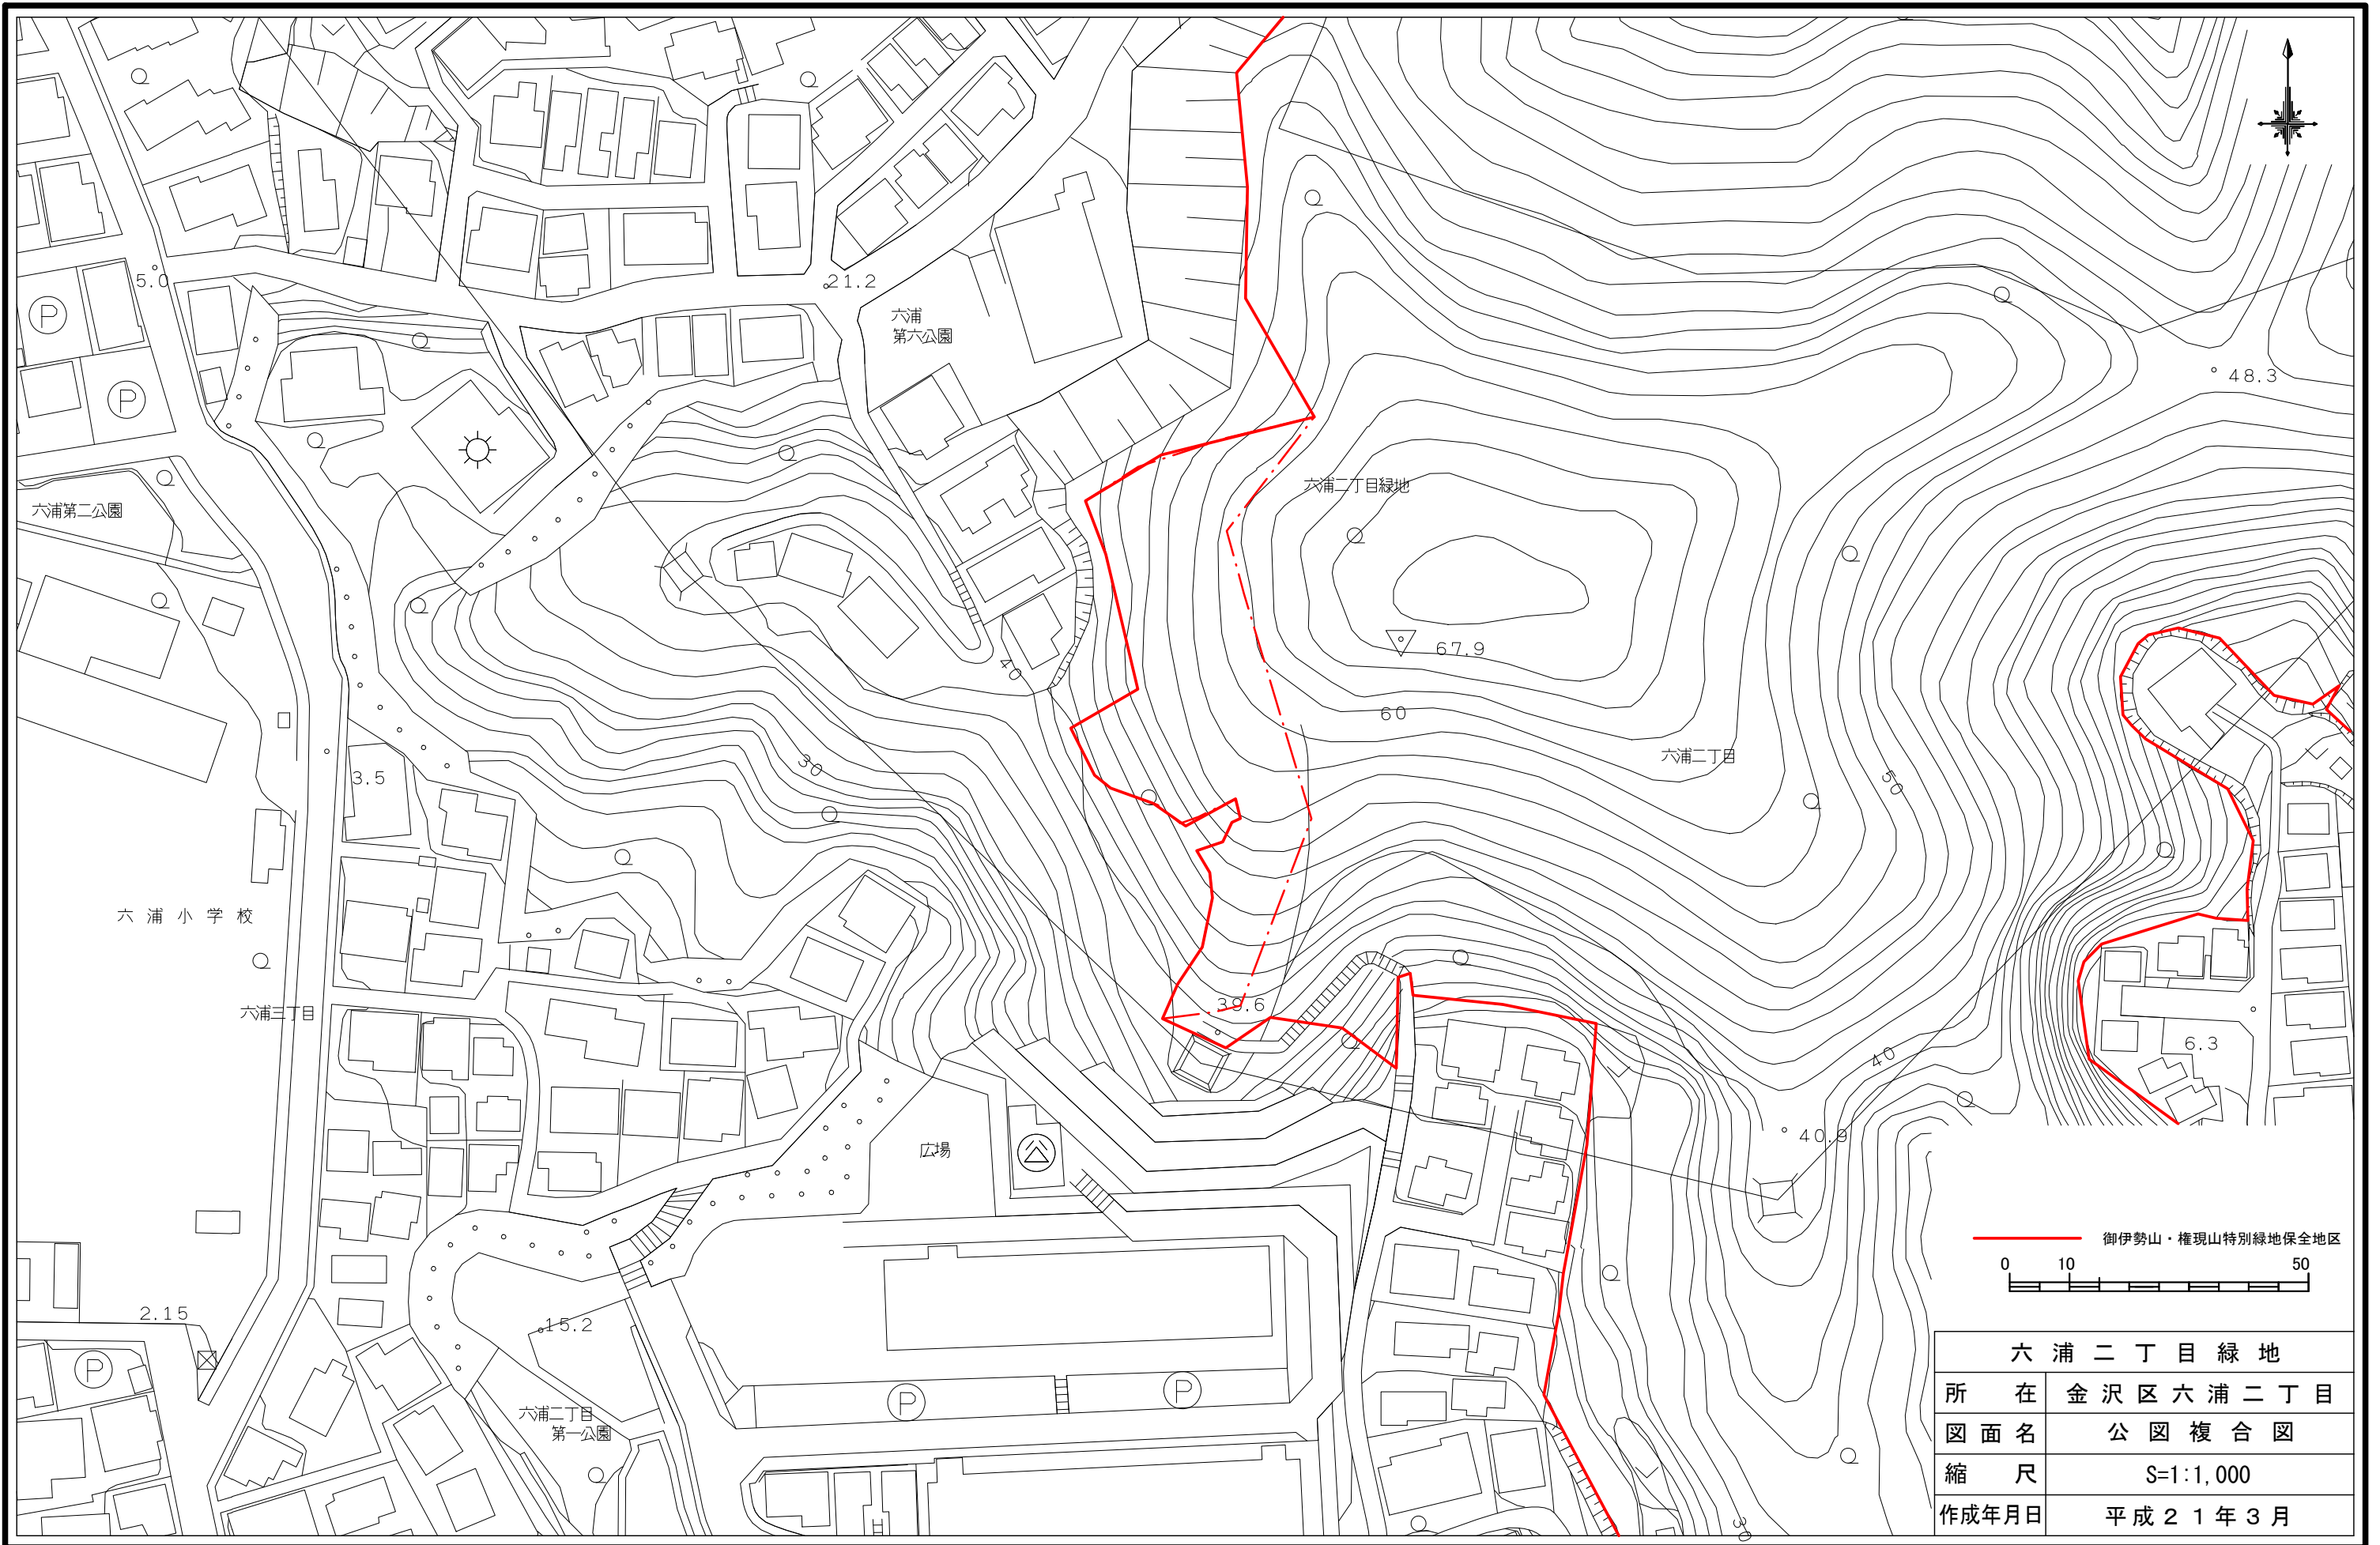 5.0
21.2
Ⓟ
六浦
第六公園
48.3
Ⓟ
六浦二丁目緑地
六浦第二公園
67.9
40
60
六浦二丁目
30
50
3.5
六浦小学校
39.6
六浦三丁目
6.3
40
40.9
広場
御伊勢山・権現山特別緑地保全地区
0 10 50
2.15
15.2
Ⓟ
Ⓟ
Ⓟ
六浦二丁目
第一公園
30
六浦二丁目緑地
所在 金沢区六浦二丁目
図面名 公図複合図
縮尺 S=1:1,000
作成年月日 平成21年3月